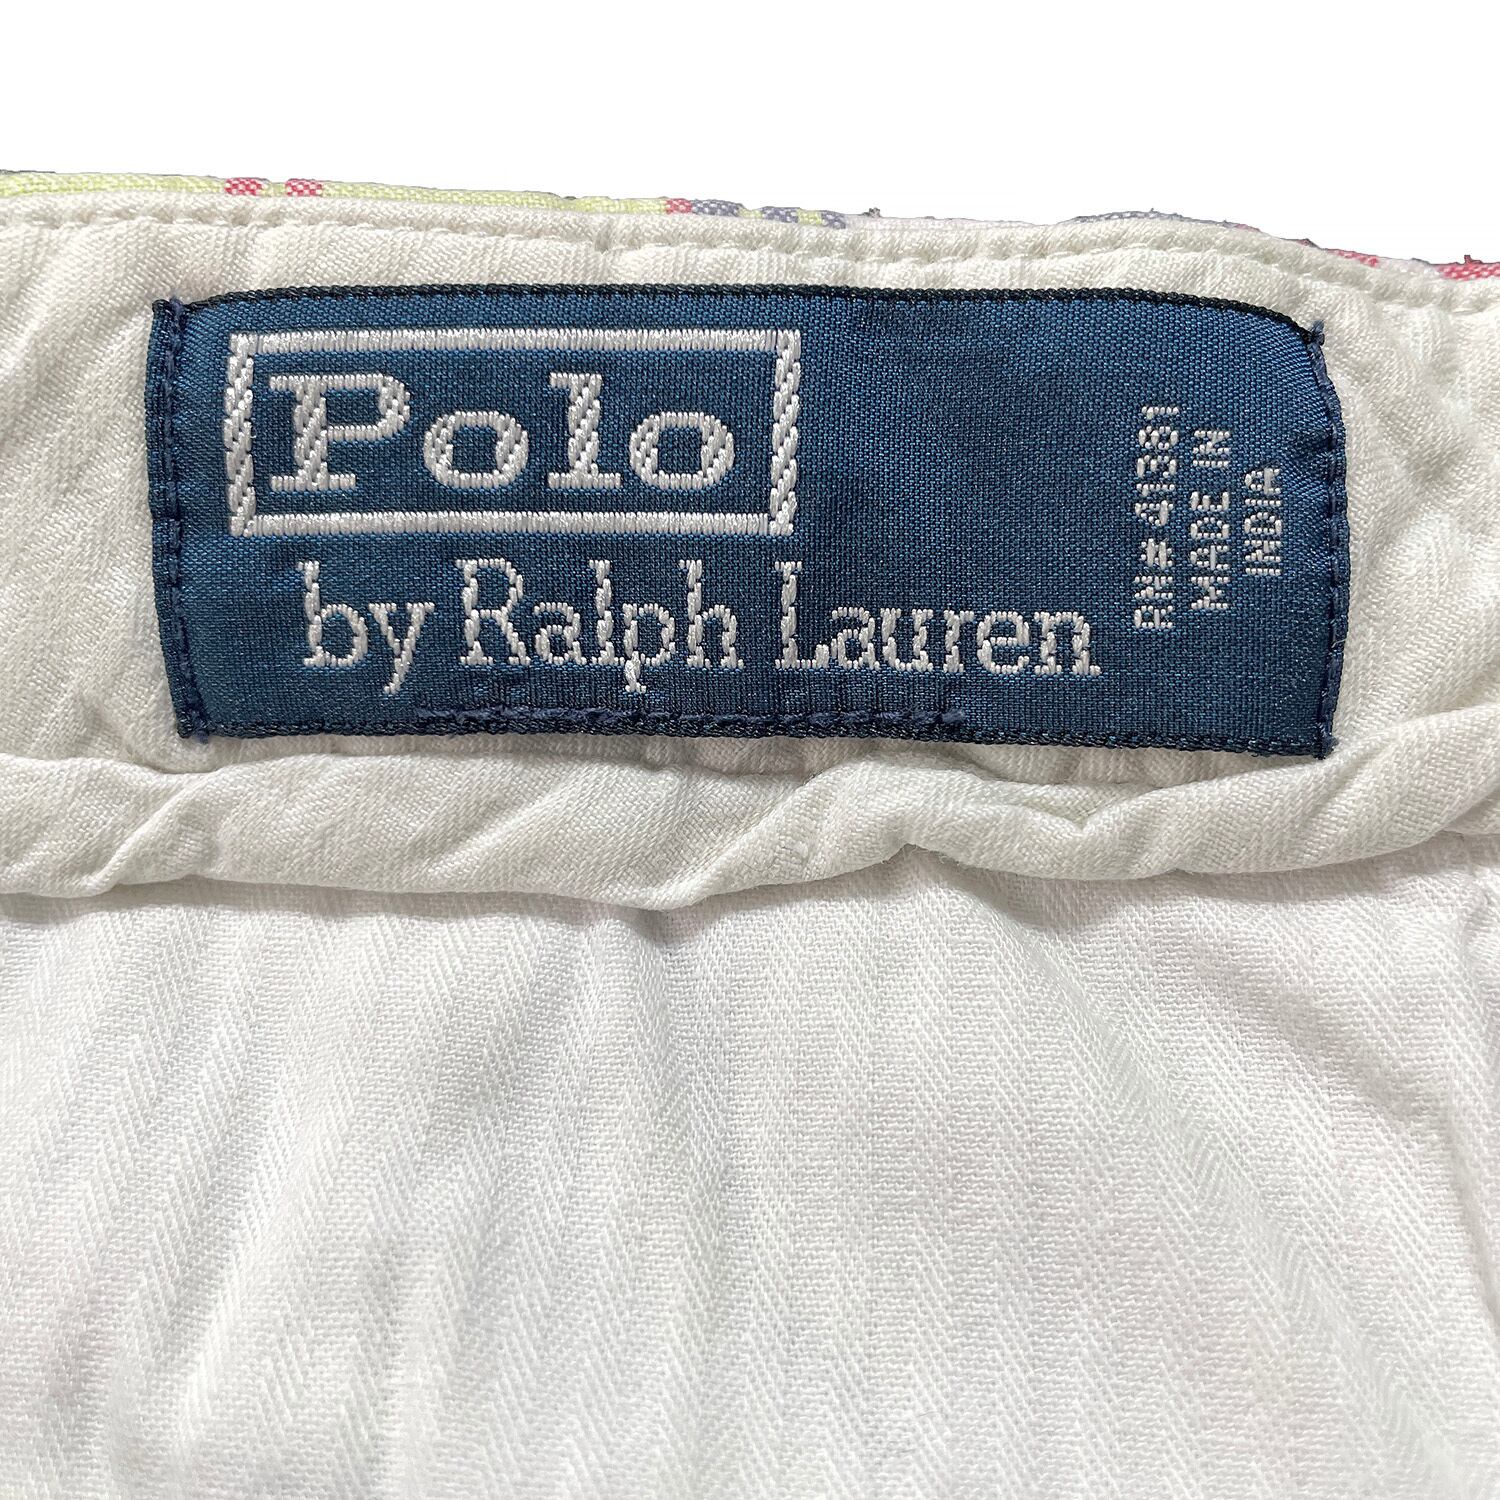 Polo
by Ralph Lauren
RN# 41381
MADE IN
INDIA